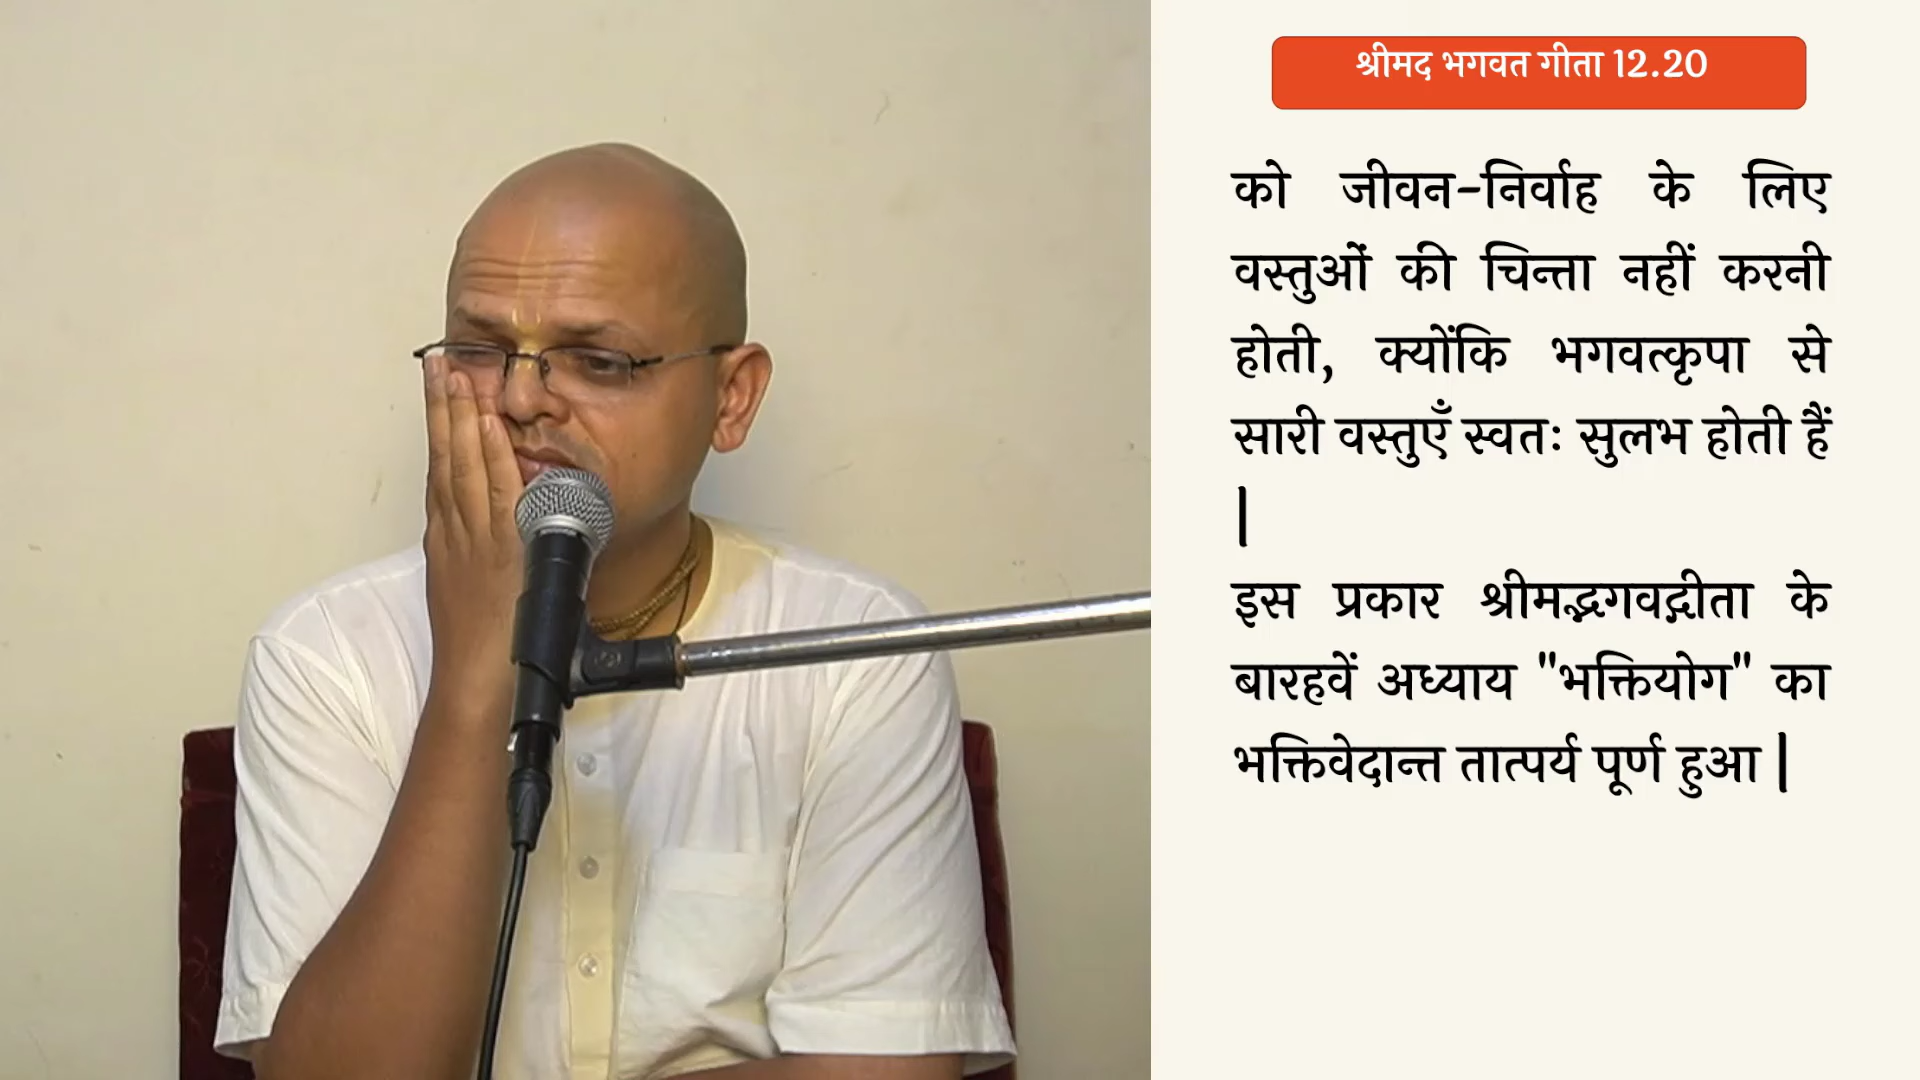 श्रीमद भगवत गीता 12.20
को जीवन-निर्वाह के लिए
वस्तुओं की चिन्ता नहीं करनी
होती, क्योंकि भगवत्कृपा से
सारी वस्तुएँ स्वतः सुलभ होती हैं
|
इस प्रकार श्रीमद्भगवद्गीता के
बारहवें अध्याय "भक्तियोग" का
भक्तिवेदान्त तात्पर्य पूर्ण हुआ |